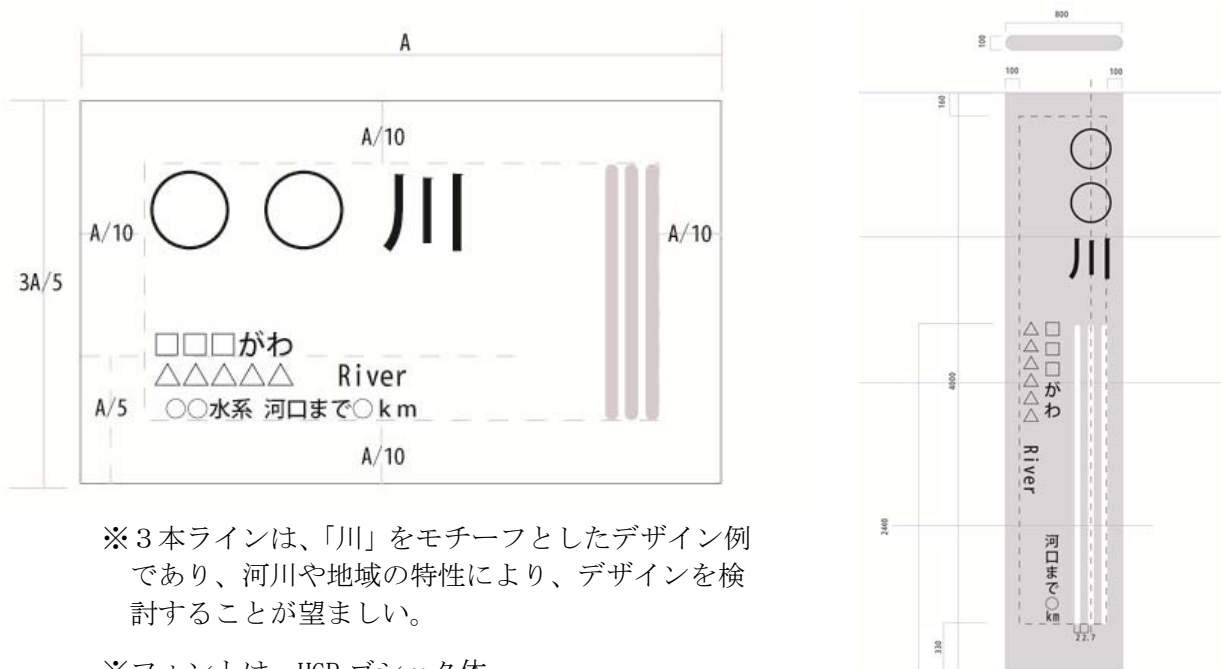 A
3A/5
A/10
A/10
A/10
A/10
A/5
○○川
□□□がわ
△△△△△ River
○○水系 河口まで○km
※3本ラインは、「川」をモチーフとしたデザイン例
であり、河川や地域の特性により、デザインを検
討することが望ましい。
800
100
100
100
160
4000
2440
330
○○川
□□□がわ
△△△△△△ River
河口まで○km
22.7